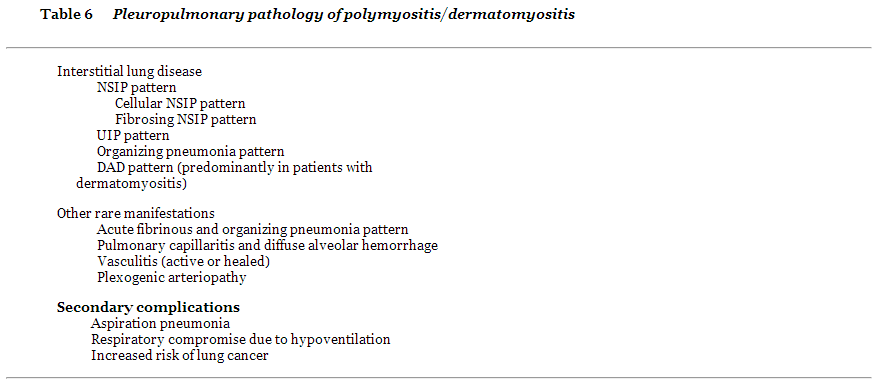 Table 6 Pleuropulmonary pathology of polymyositis/dermatomyositis
Interstitial lung disease
NSIP pattern
Cellular NSIP pattern
Fibrosing NSIP pattern
UIP pattern
Organizing pneumonia pattern
DAD pattern (predominantly in patients with
dermatomyositis)
Other rare manifestations
Acute fibrinous and organizing pneumonia pattern
Pulmonary capillaritis and diffuse alveolar hemorrhage
Vasculitis (active or healed)
Plexogenic arteriopathy
Secondary complications
Aspiration pneumonia
Respiratory compromise due to hypoventilation
Increased risk of lung cancer